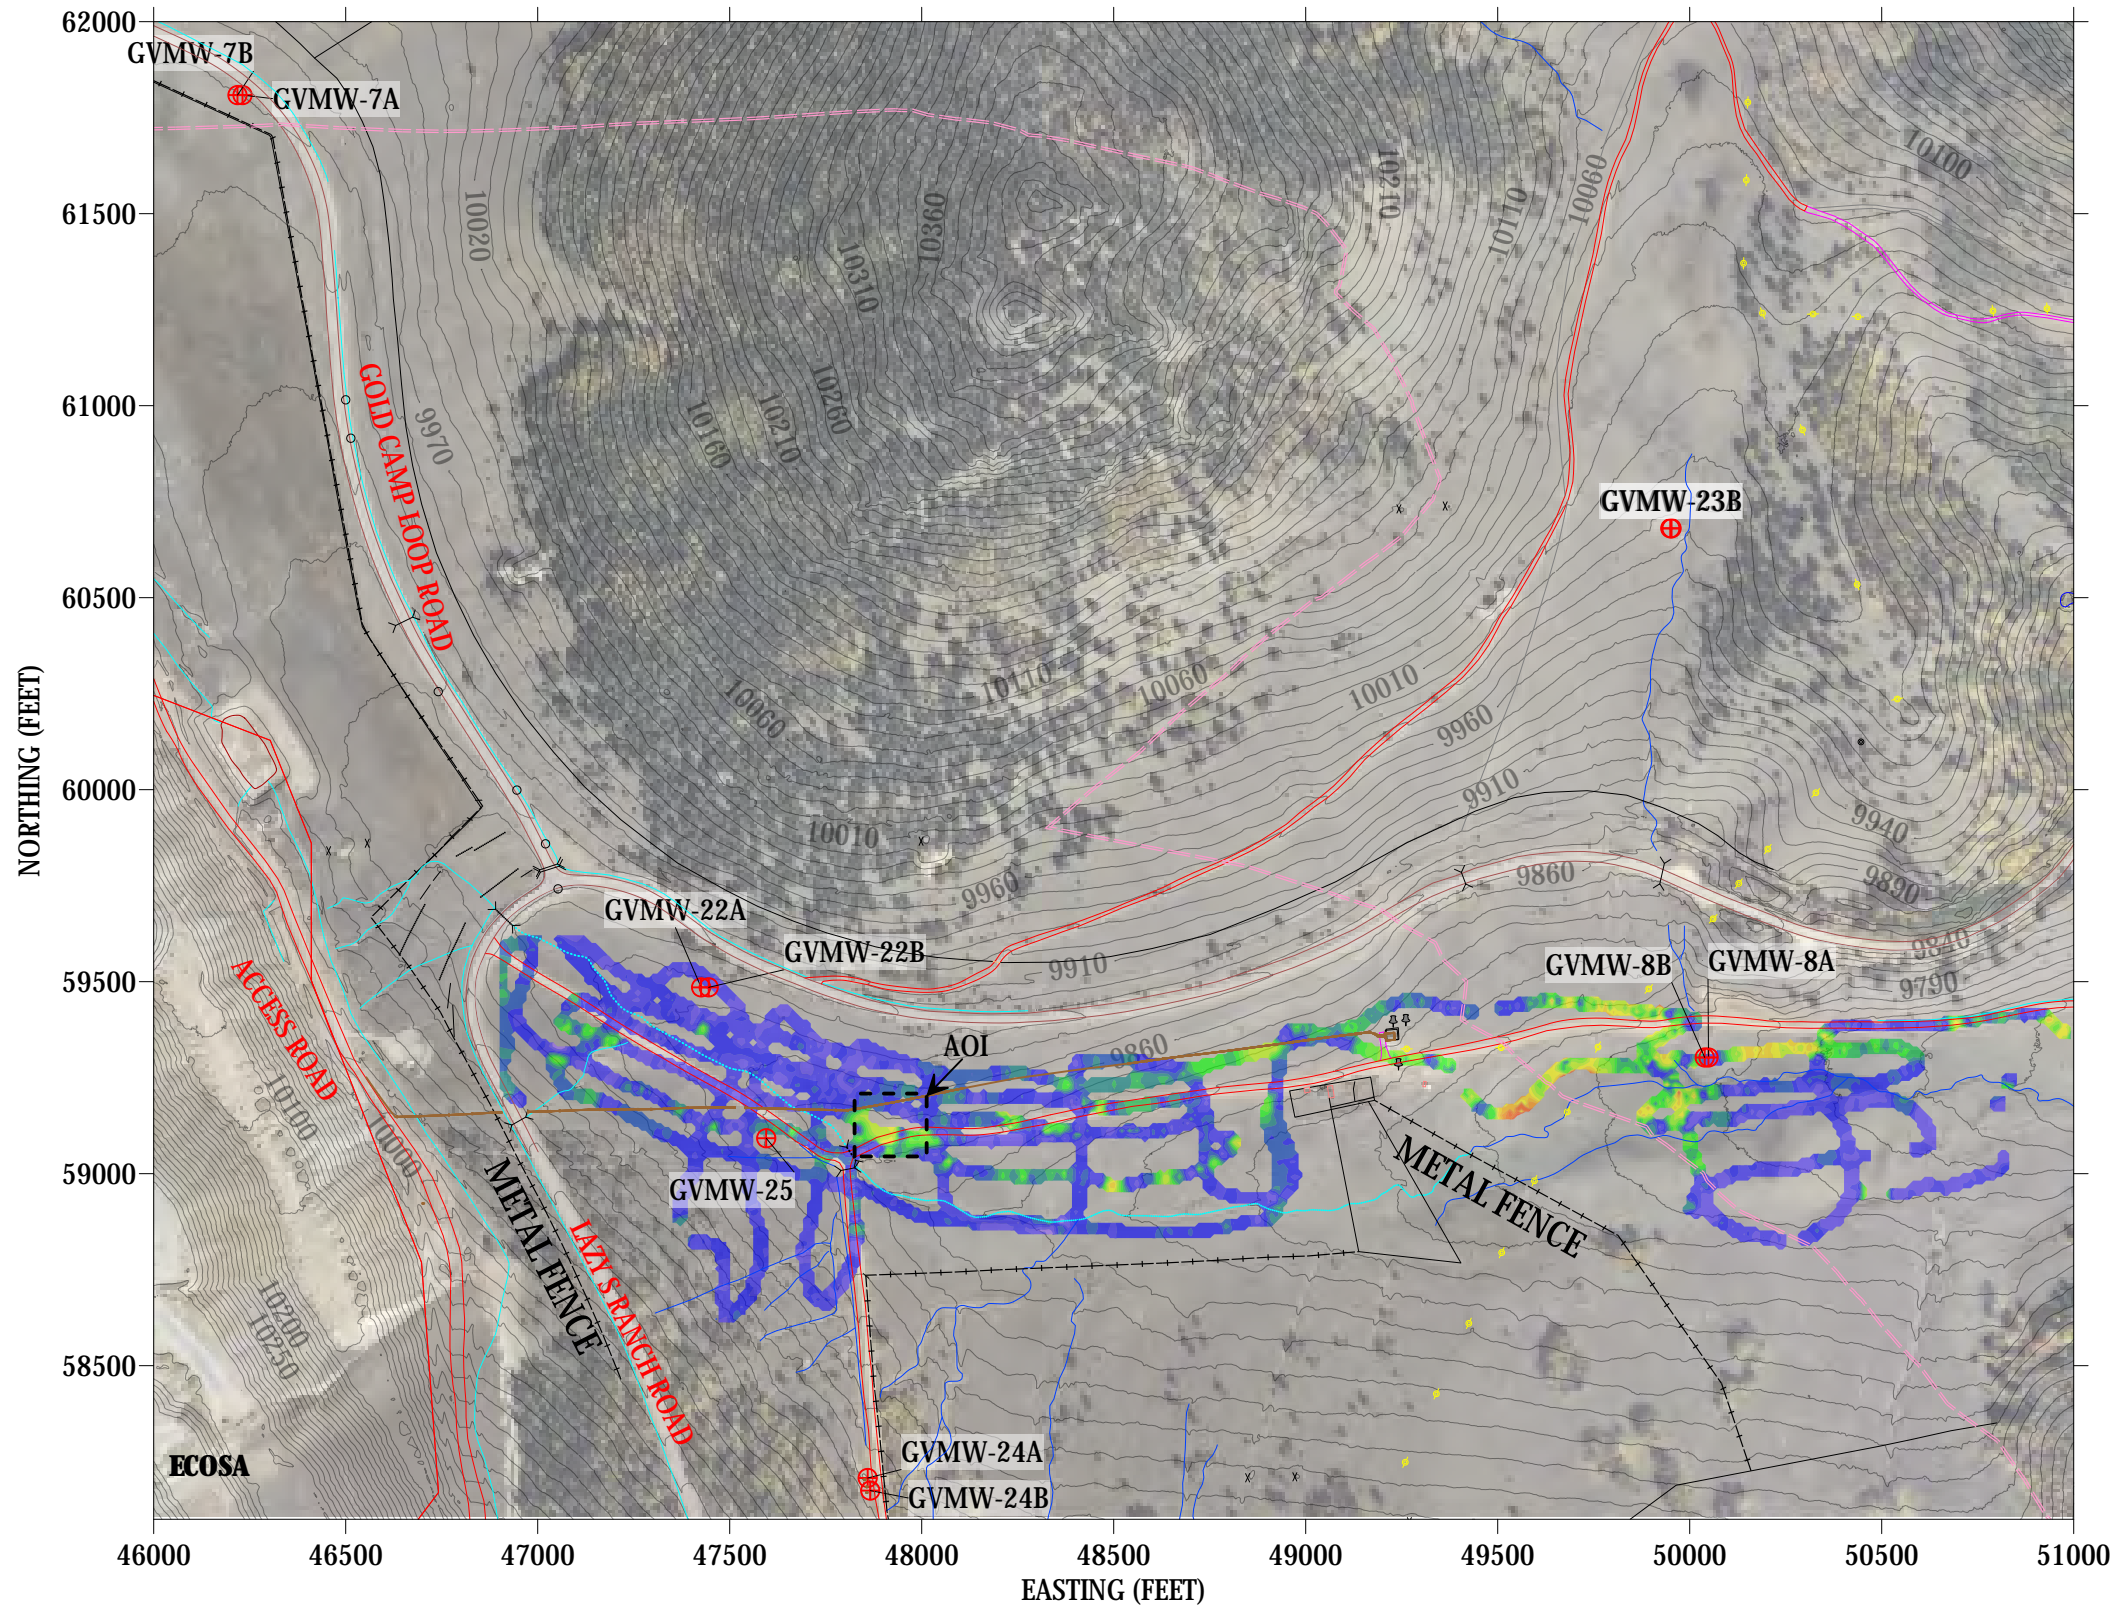 62000
61500
61000
60500
60000
59500
59000
58500
NORTHING (FEET)
46000
46500
47000
47500
48000
48500
49000
49500
50000
50500
51000
EASTING (FEET)
GVMW-7B
GVMW-7A
10020
10310
10360
10210
10110
10060
10100
GOLD CAMP LOOP ROAD
9970
10160
10210
10260
GVMW-23B
10060
10110
10060
10010
9960
9910
10010
9960
9860
9940
9890
9840
9790
GVMW-22A
GVMW-22B
9910
GVMW-8B
GVMW-8A
ACCESS ROAD
AOI
9860
10100
10000
GVMW-25
METAL FENCE
METAL FENCE
LAZY S RANCH ROAD
10200
10250
ECOSA
GVMW-24A
GVMW-24B